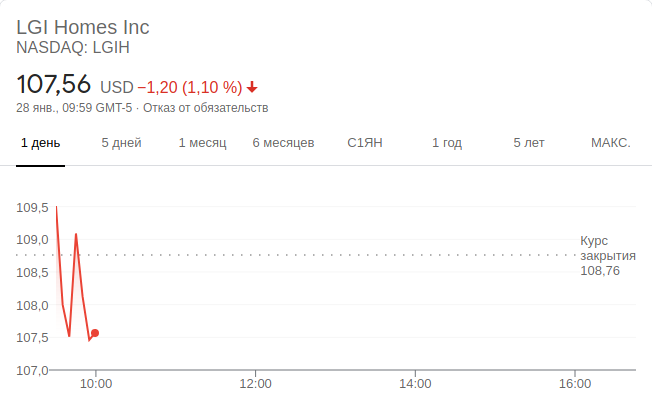 LGI Homes Inc
NASDAQ: LGIH
107,56 USD −1,20 (1,10 %)
28 янв., 09:59 GMT-5 · Отказ от обязательств
1 день 5 дней 1 месяц 6 месяцев С1ЯН 1 год 5 лет МАКС.
109,5
109,0
Курс
закрытия
108,76
108,5
108,0
107,5
107,0
10:00 12:00 14:00 16:00